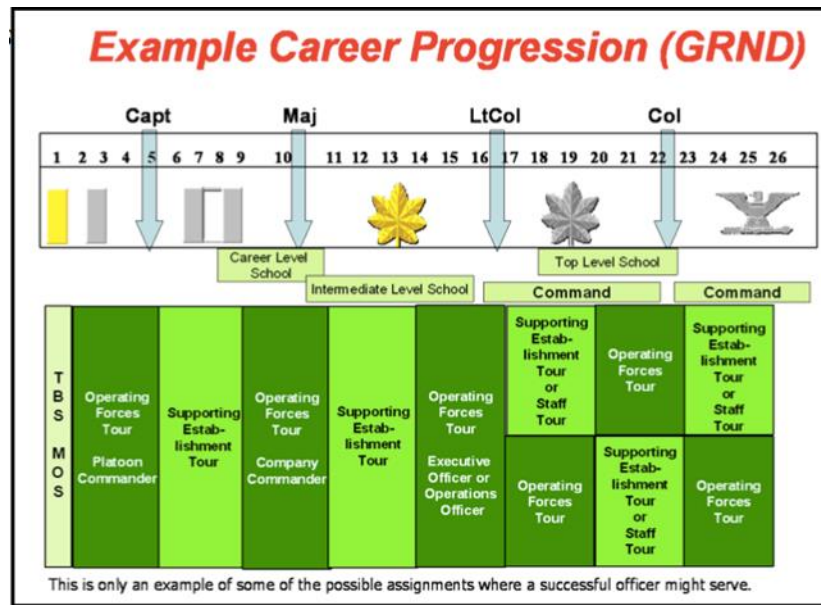 Example Career Progression (GRND)
Capt Maj LtCol Col
1 2 3 4 5 6 7 8 9 10 11 12 13 14 15 16 17 18 19 20 21 22 23 24 25 26
Career Level
School
Top Level School
Intermediate Level School
Command
Command
T
B
S
M
O
S
Operating
Forces
Tour
Platoon
Commander
Supporting
Estab-
lishment
Tour
Operating
Forces
Tour
Company
Commander
Supporting
Estab-
lishment
Tour
Operating
Forces
Tour
Executive
Officer or
Operations
Officer
Supporting
Estab-
lishment
Tour
or
Staff
Tour
Operating
Forces
Tour
Operating
Forces
Tour
Supporting
Estab-
lishment
Tour
or
Staff
Tour
Supporting
Estab-
lishment
Tour
or
Staff
Tour
Operating
Forces
Tour
This is only an example of some of the possible assignments where a successful officer might serve.